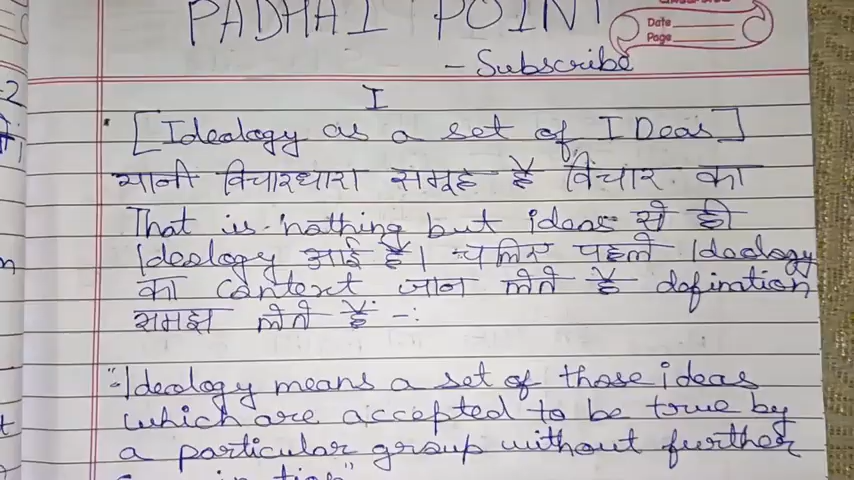 PADHAI POINT
Date
Page
- Subscribe
I
[Ideology as a set of IDeas]
यानी विचारधारा समूह है विचार का
That is nothing but ideas से ही
Ideology आई है। चलिए पहले Ideology
का context जान लेते हैं defination
समझ लेते हैं -:
"Ideology means a set of those ideas
which are accepted to be true by
a particular group without further